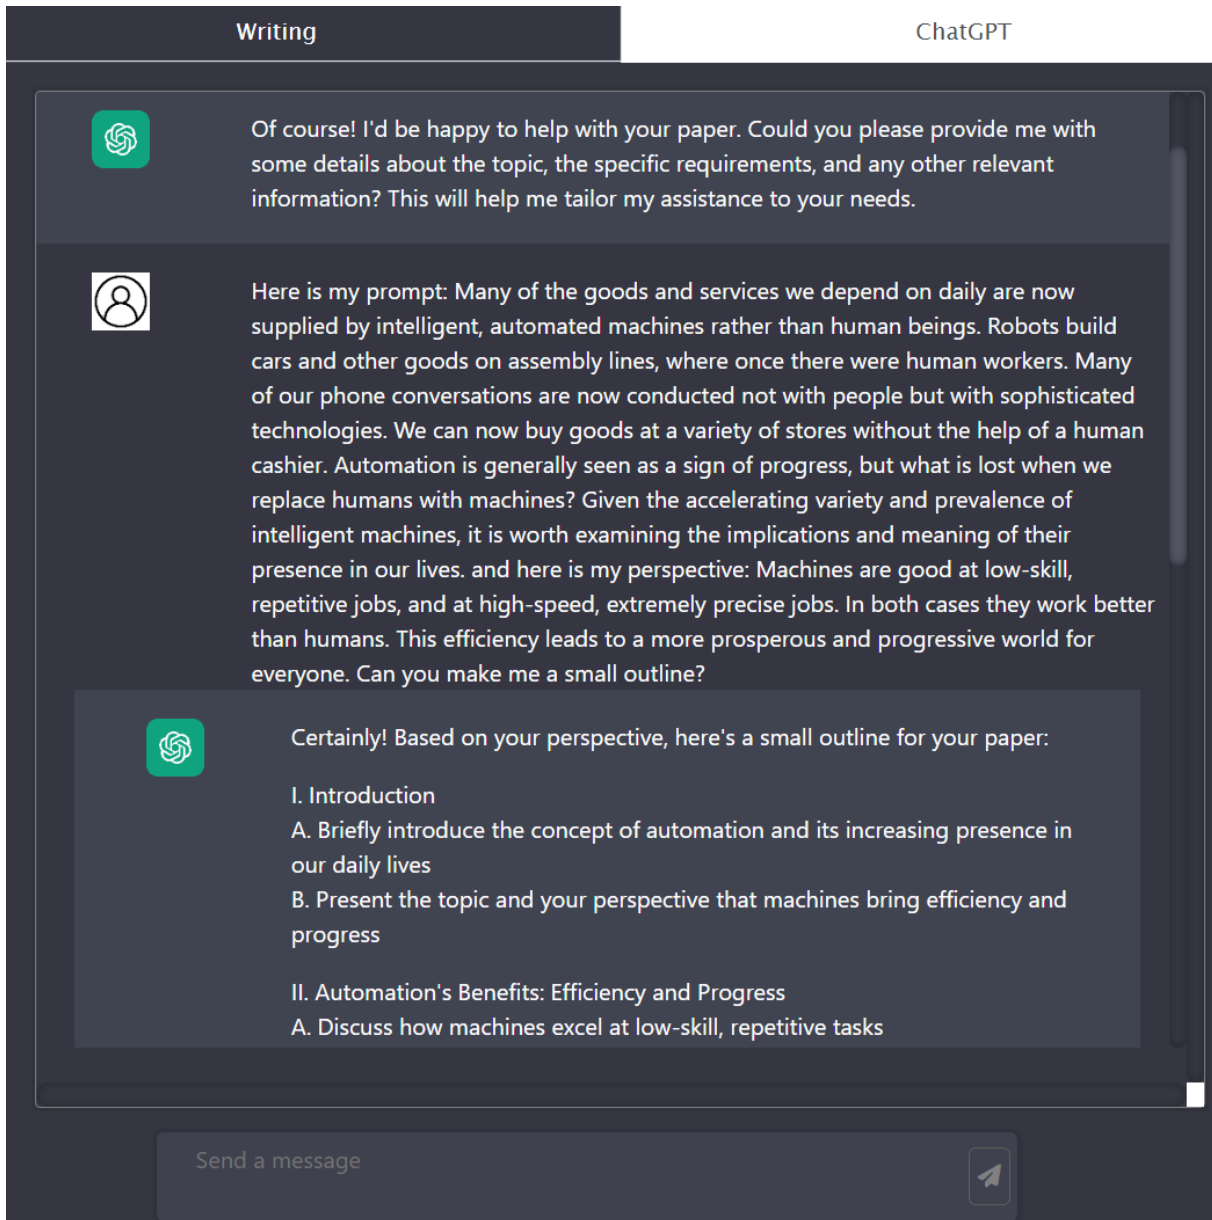 Writing
ChatGPT
Of course! I'd be happy to help with your paper. Could you please provide me with
some details about the topic, the specific requirements, and any other relevant
information? This will help me tailor my assistance to your needs.
Here is my prompt: Many of the goods and services we depend on daily are now
supplied by intelligent, automated machines rather than human beings. Robots build
cars and other goods on assembly lines, where once there were human workers. Many
of our phone conversations are now conducted not with people but with sophisticated
technologies. We can now buy goods at a variety of stores without the help of a human
cashier. Automation is generally seen as a sign of progress, but what is lost when we
replace humans with machines? Given the accelerating variety and prevalence of
intelligent machines, it is worth examining the implications and meaning of their
presence in our lives. and here is my perspective: Machines are good at low-skill,
repetitive jobs, and at high-speed, extremely precise jobs. In both cases they work better
than humans. This efficiency leads to a more prosperous and progressive world for
everyone. Can you make me a small outline?
Certainly! Based on your perspective, here's a small outline for your paper:
I. Introduction
A. Briefly introduce the concept of automation and its increasing presence in
our daily lives
B. Present the topic and your perspective that machines bring efficiency and
progress
II. Automation's Benefits: Efficiency and Progress
A. Discuss how machines excel at low-skill, repetitive tasks
Send a message